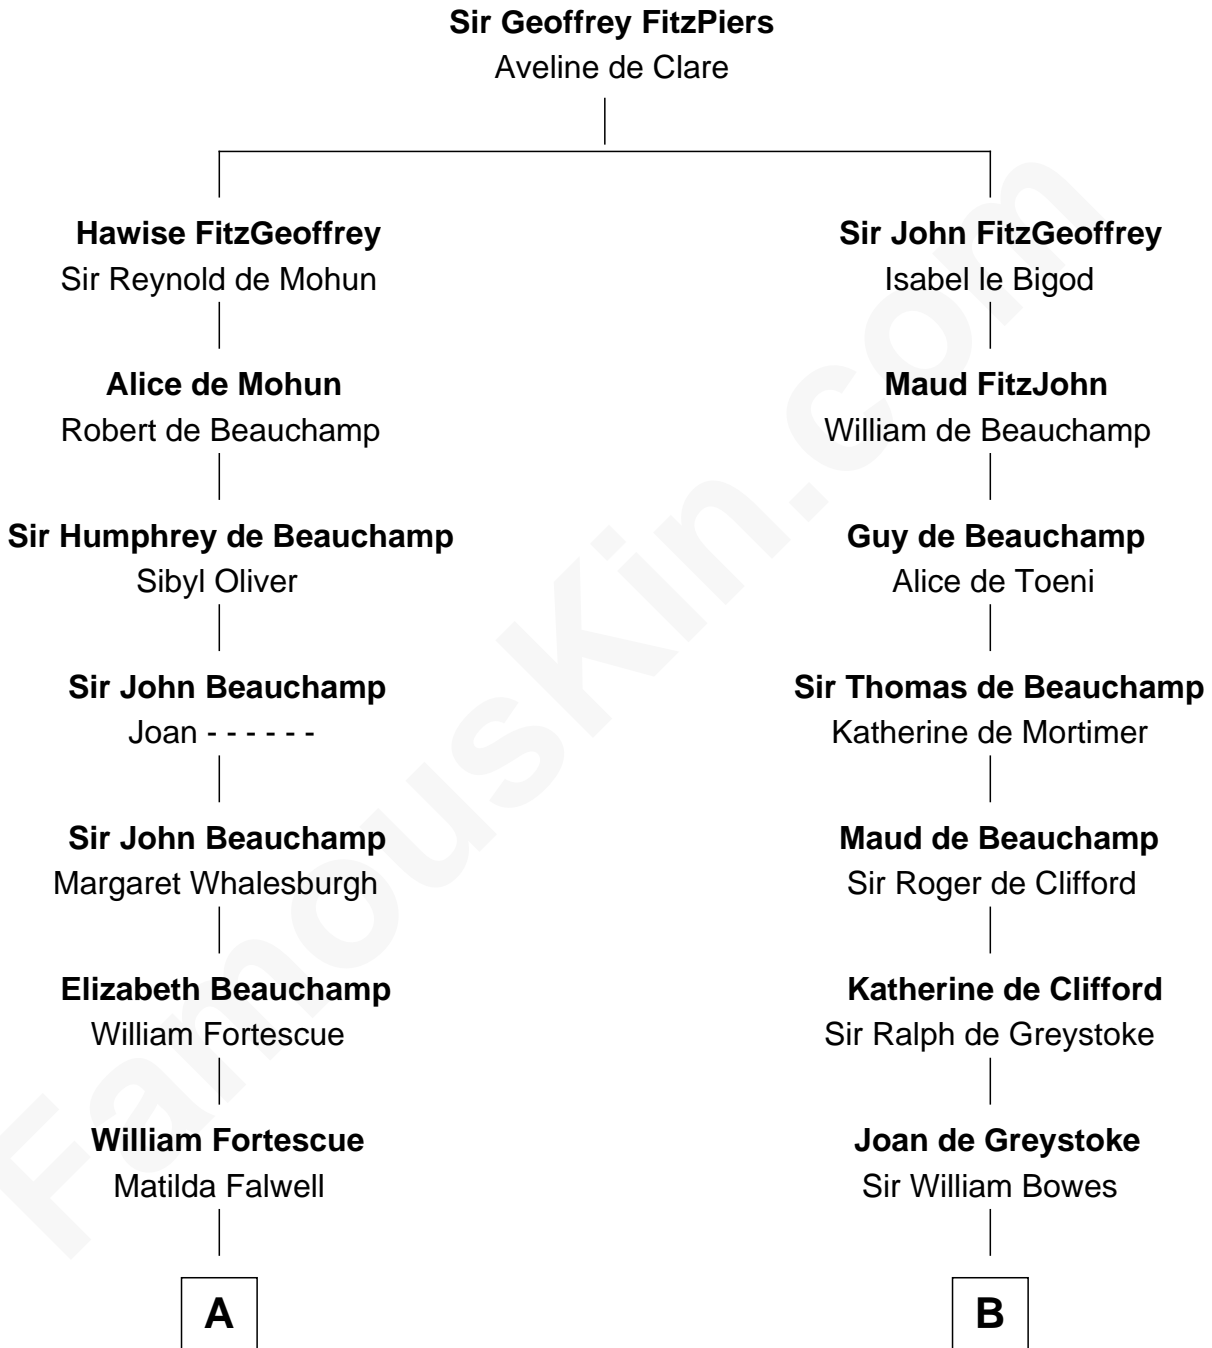 Sir Geoffrey FitzPiers
Aveline de Clare
Hawise FitzGeoffrey
Sir Reynold de Mohun
Alice de Mohun
Robert de Beauchamp
Sir Humphrey de Beauchamp
Sibyl Oliver
Sir John Beauchamp
Joan - - - - - -
Sir John Beauchamp
Margaret Whalesburgh
Elizabeth Beauchamp
William Fortescue
William Fortescue
Matilda Falwell
A
Sir John FitzGeoffrey
Isabel le Bigod
Maud FitzJohn
William de Beauchamp
Guy de Beauchamp
Alice de Toeni
Sir Thomas de Beauchamp
Katherine de Mortimer
Maud de Beauchamp
Sir Roger de Clifford
Katherine de Clifford
Sir Ralph de Greystoke
Joan de Greystoke
Sir William Bowes
B
FamousKin.com